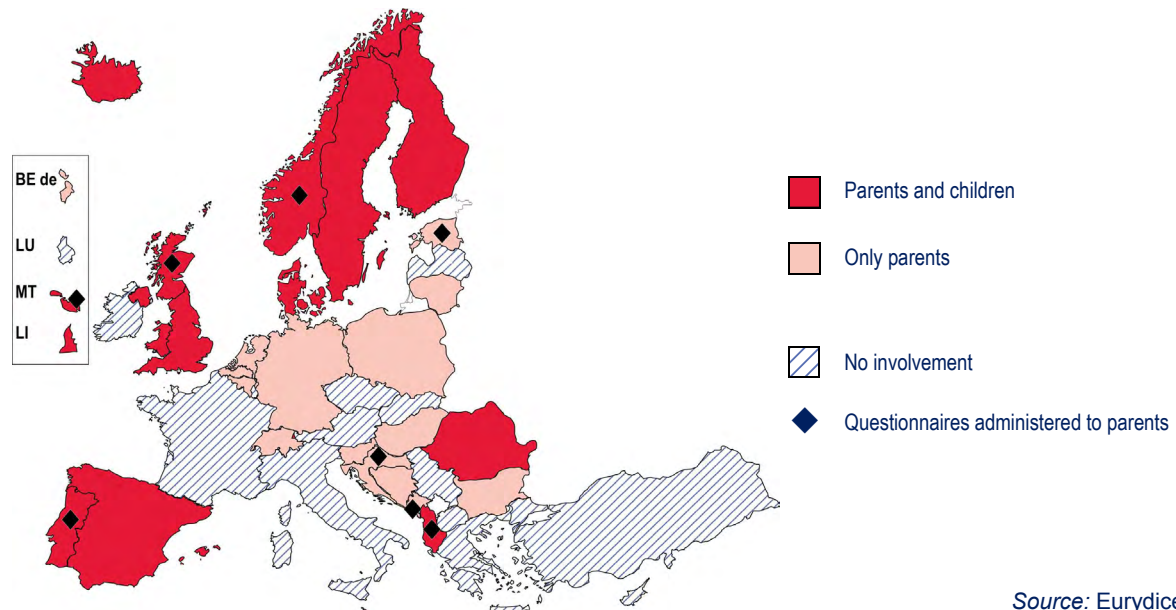 BE de
LU
MT
LI
Parents and children
Only parents
No involvement
Questionnaires administered to parents
Source: Eurydice